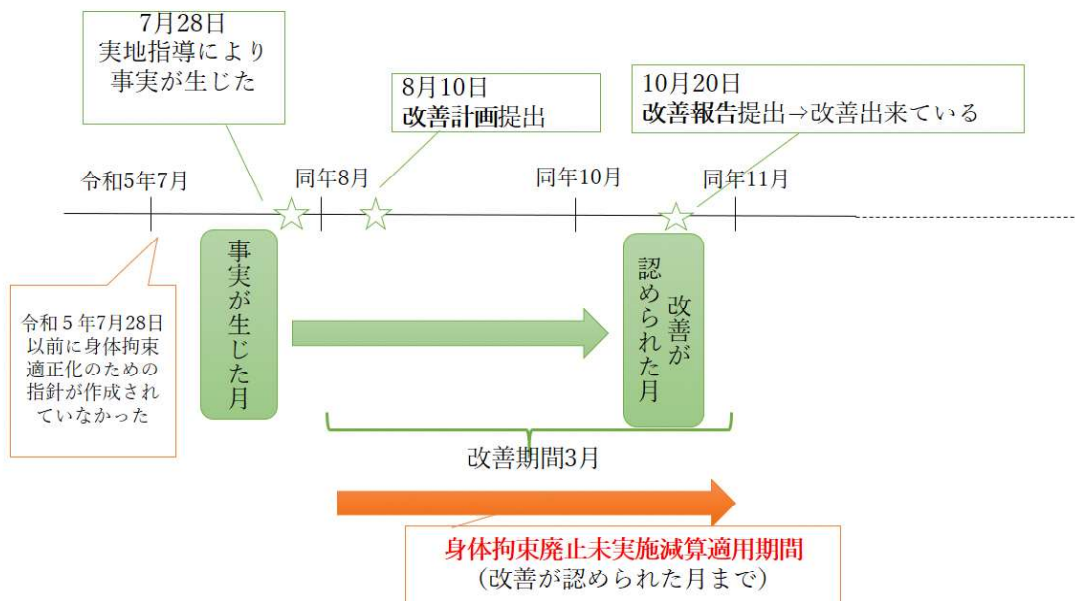 7月28日
実地指導により
事実が生じた
8月10日
改善計画提出
10月20日
改善報告提出→改善出来ている
令和5年7月
同年8月
同年10月
同年11月
令和５年7月28日
以前に身体拘束
適正化のための
指針が作成され
ていなかった
事実が生じた月
改善が
認められた月
改善期間3月
身体拘束廃止未実施減算適用期間
（改善が認められた月まで）